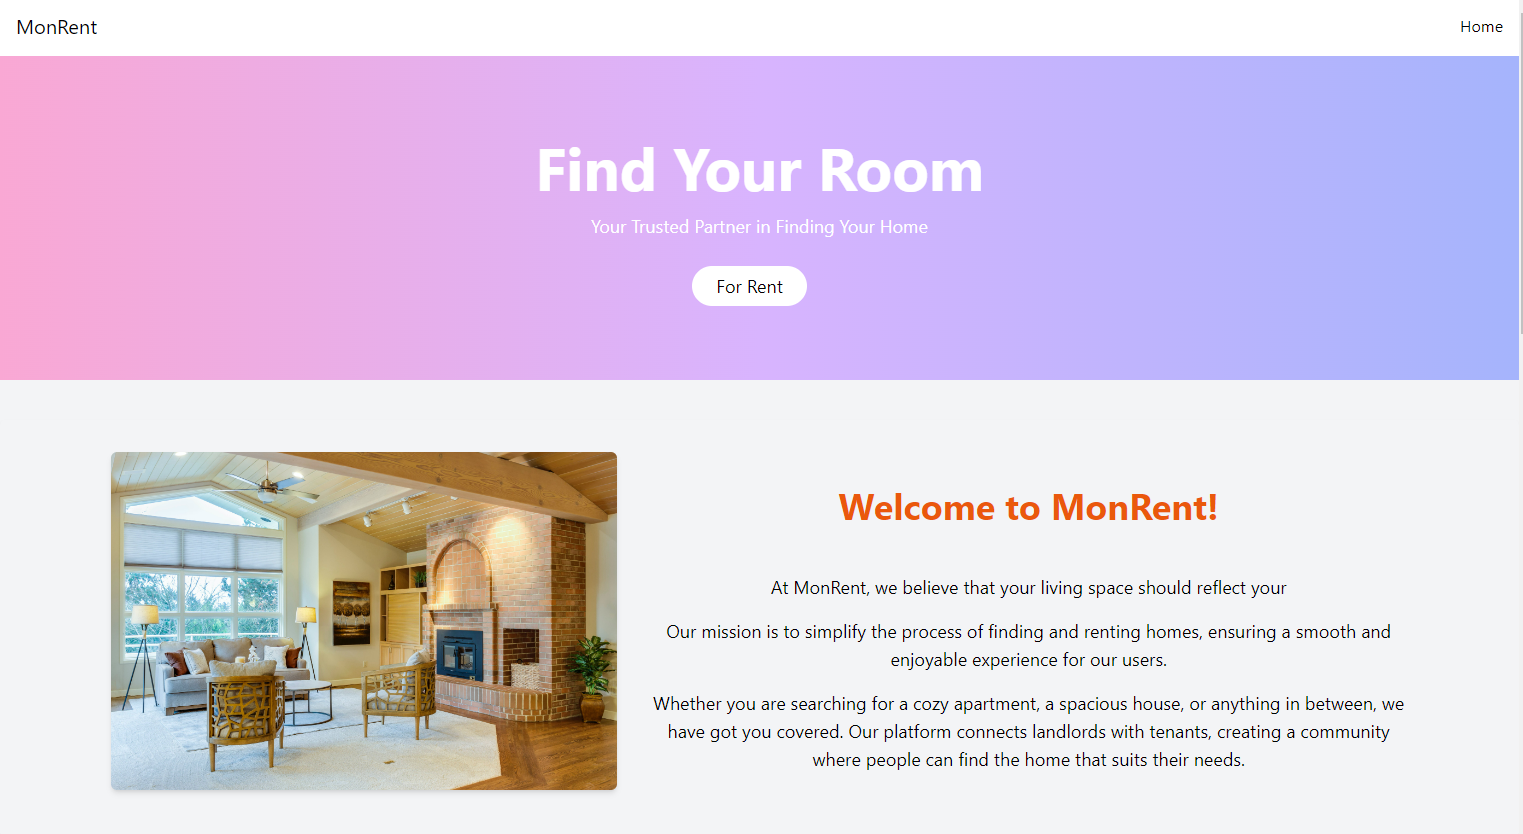 MonRent
Home
Find Your Room
Your Trusted Partner in Finding Your Home
For Rent
Welcome to MonRent!
At MonRent, we believe that your living space should reflect your
Our mission is to simplify the process of finding and renting homes, ensuring a smooth and
enjoyable experience for our users.
Whether you are searching for a cozy apartment, a spacious house, or anything in between, we
have got you covered. Our platform connects landlords with tenants, creating a community
where people can find the home that suits their needs.